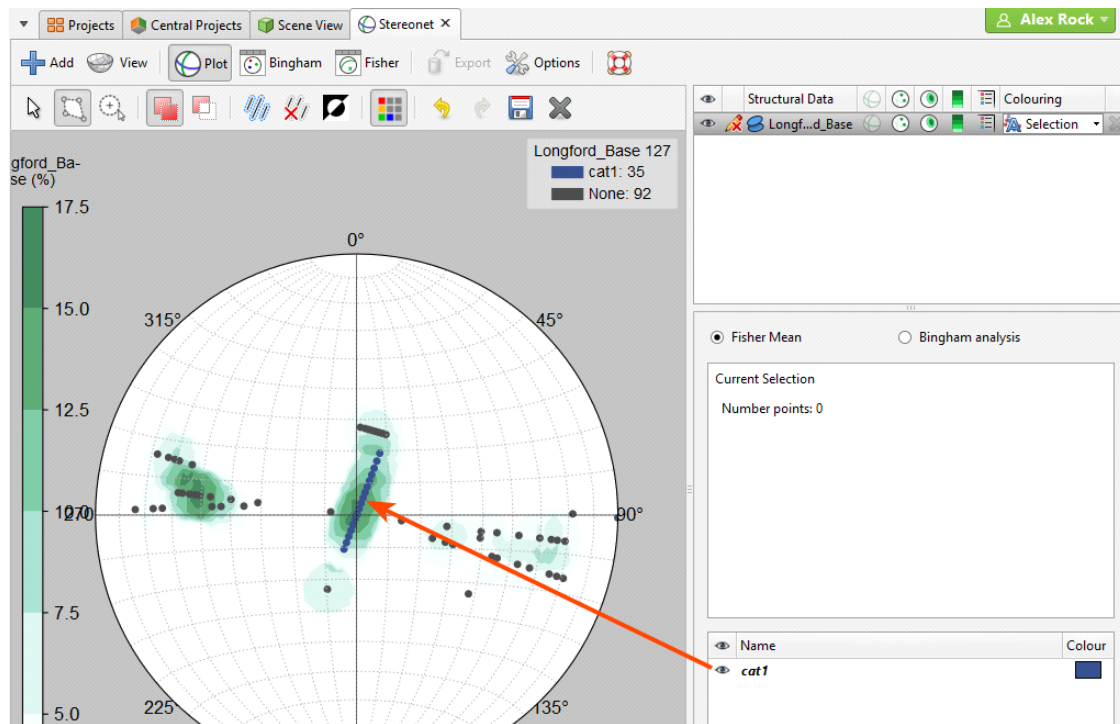 Projects
Central Projects
Scene View
Stereonet
Alex Rock
Add
View
Plot
Bingham
Fisher
Export
Options
Structural Data
Colouring
Longf...d_Base
Selection
gford_Ba-
se (%)
Longford_Base 127
cat1: 35
None: 92
17.5
15.0
12.5
10.0
7.5
5.0
0°
315°
45°
270°
90°
225°
135°
Fisher Mean
Bingham analysis
Current Selection
Number points: 0
Name
Colour
cat1